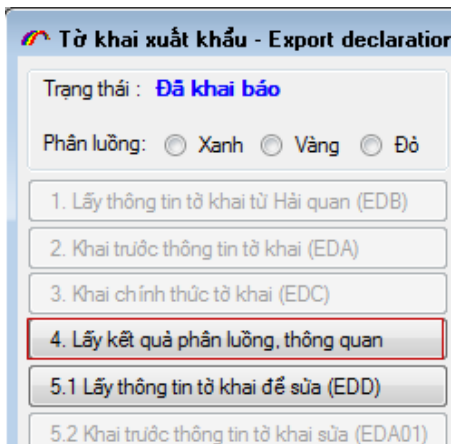 Tờ khai xuất khẩu - Export declaration
Trạng thái : Đã khai báo
Phân luồng: Xanh Vàng Đỏ
1. Lấy thông tin tờ khai từ Hải quan (EDB)
2. Khai trước thông tin tờ khai (EDA)
3. Khai chính thức tờ khai (EDC)
4. Lấy kết quả phân luồng, thông quan
5.1 Lấy thông tin tờ khai để sửa (EDD)
5.2 Khai trước thông tin tờ khai sửa (EDA01)